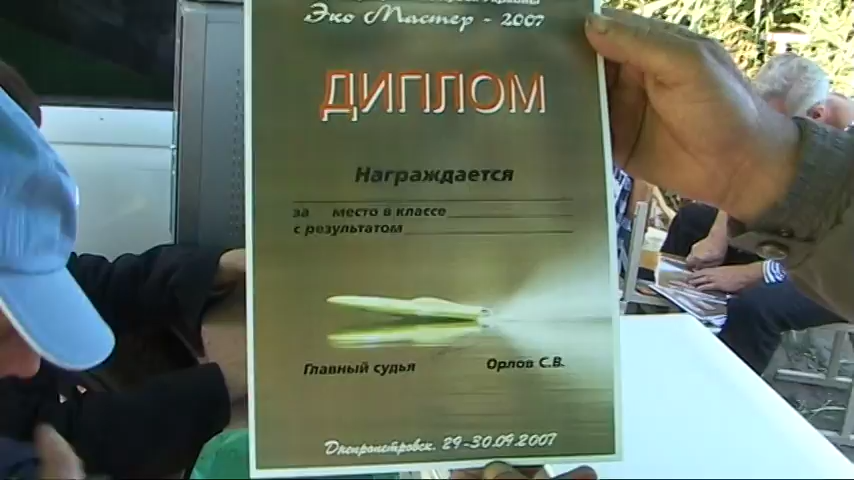 Эко Мастер - 2007
ДИПЛОМ
Награждается
за место в классе
с результатом
Главный судья Орлов С.В.
Днепропетровск. 29-30.09.2007